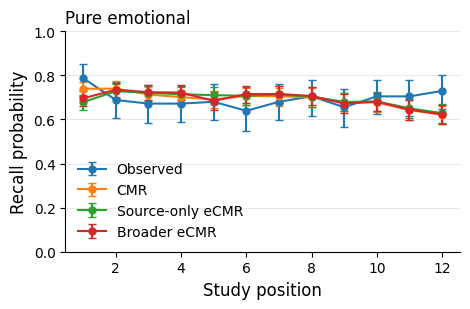 Pure emotional
Recall probability
1.0
0.8
0.6
0.4
0.2
0.0
Observed
CMR
Source-only eCMR
Broader eCMR
2 4 6 8 10 12
Study position